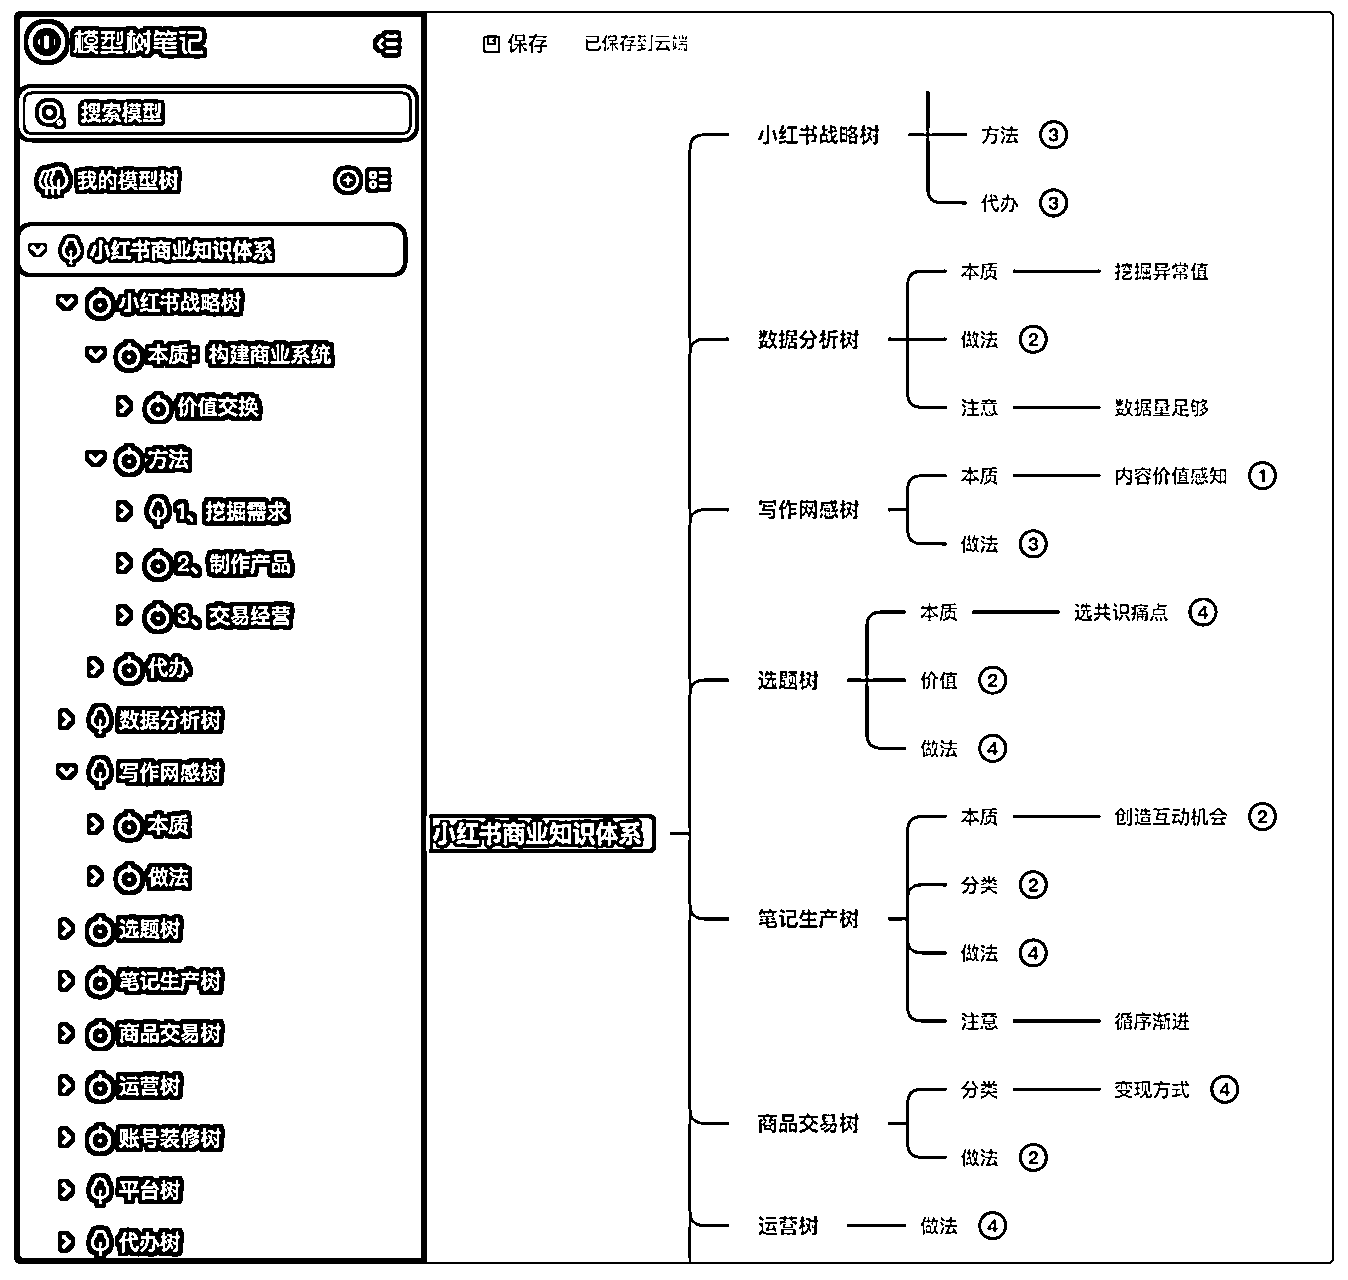 模型树笔记
搜索模型
我的模型树
小红书商业知识体系
小红书战略树
本质：构建商业系统
价值交换
方法
1、挖掘需求
2、制作产品
3、交易经营
代办
数据分析树
写作网感树
本质
做法
选题树
笔记生产树
商品交易树
运营树
账号装修树
平台树
代办树
保存 已保存到云端
小红书商业知识体系
小红书战略树
方法 3
代办 3
数据分析树
本质 挖掘异常值
做法 2
注意 数据量足够
写作网感树
本质 内容价值感知 1
做法 3
选题树
本质 选共识痛点 4
价值 2
做法 4
笔记生产树
本质 创造互动机会 2
分类 2
做法 4
注意 循序渐进
商品交易树
分类 变现方式 4
做法 2
运营树 做法 4